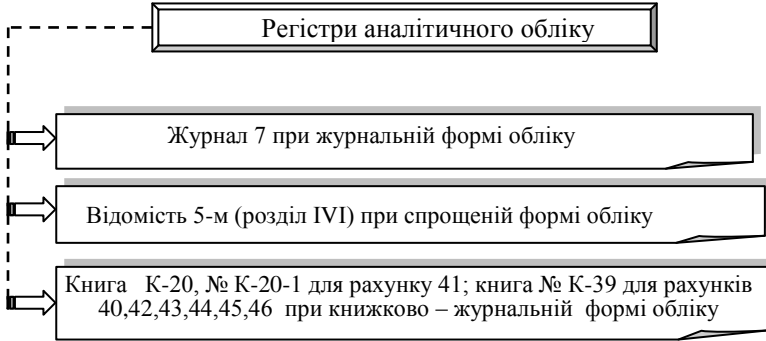 Регістри аналітичного обліку
Журнал 7 при журнальній формі обліку
Відомість 5-м (розділ IVI) при спрощеній формі обліку
Книга К-20, № К-20-1 для рахунку 41; книга № К-39 для рахунків
40,42,43,44,45,46 при книжково – журнальній формі обліку